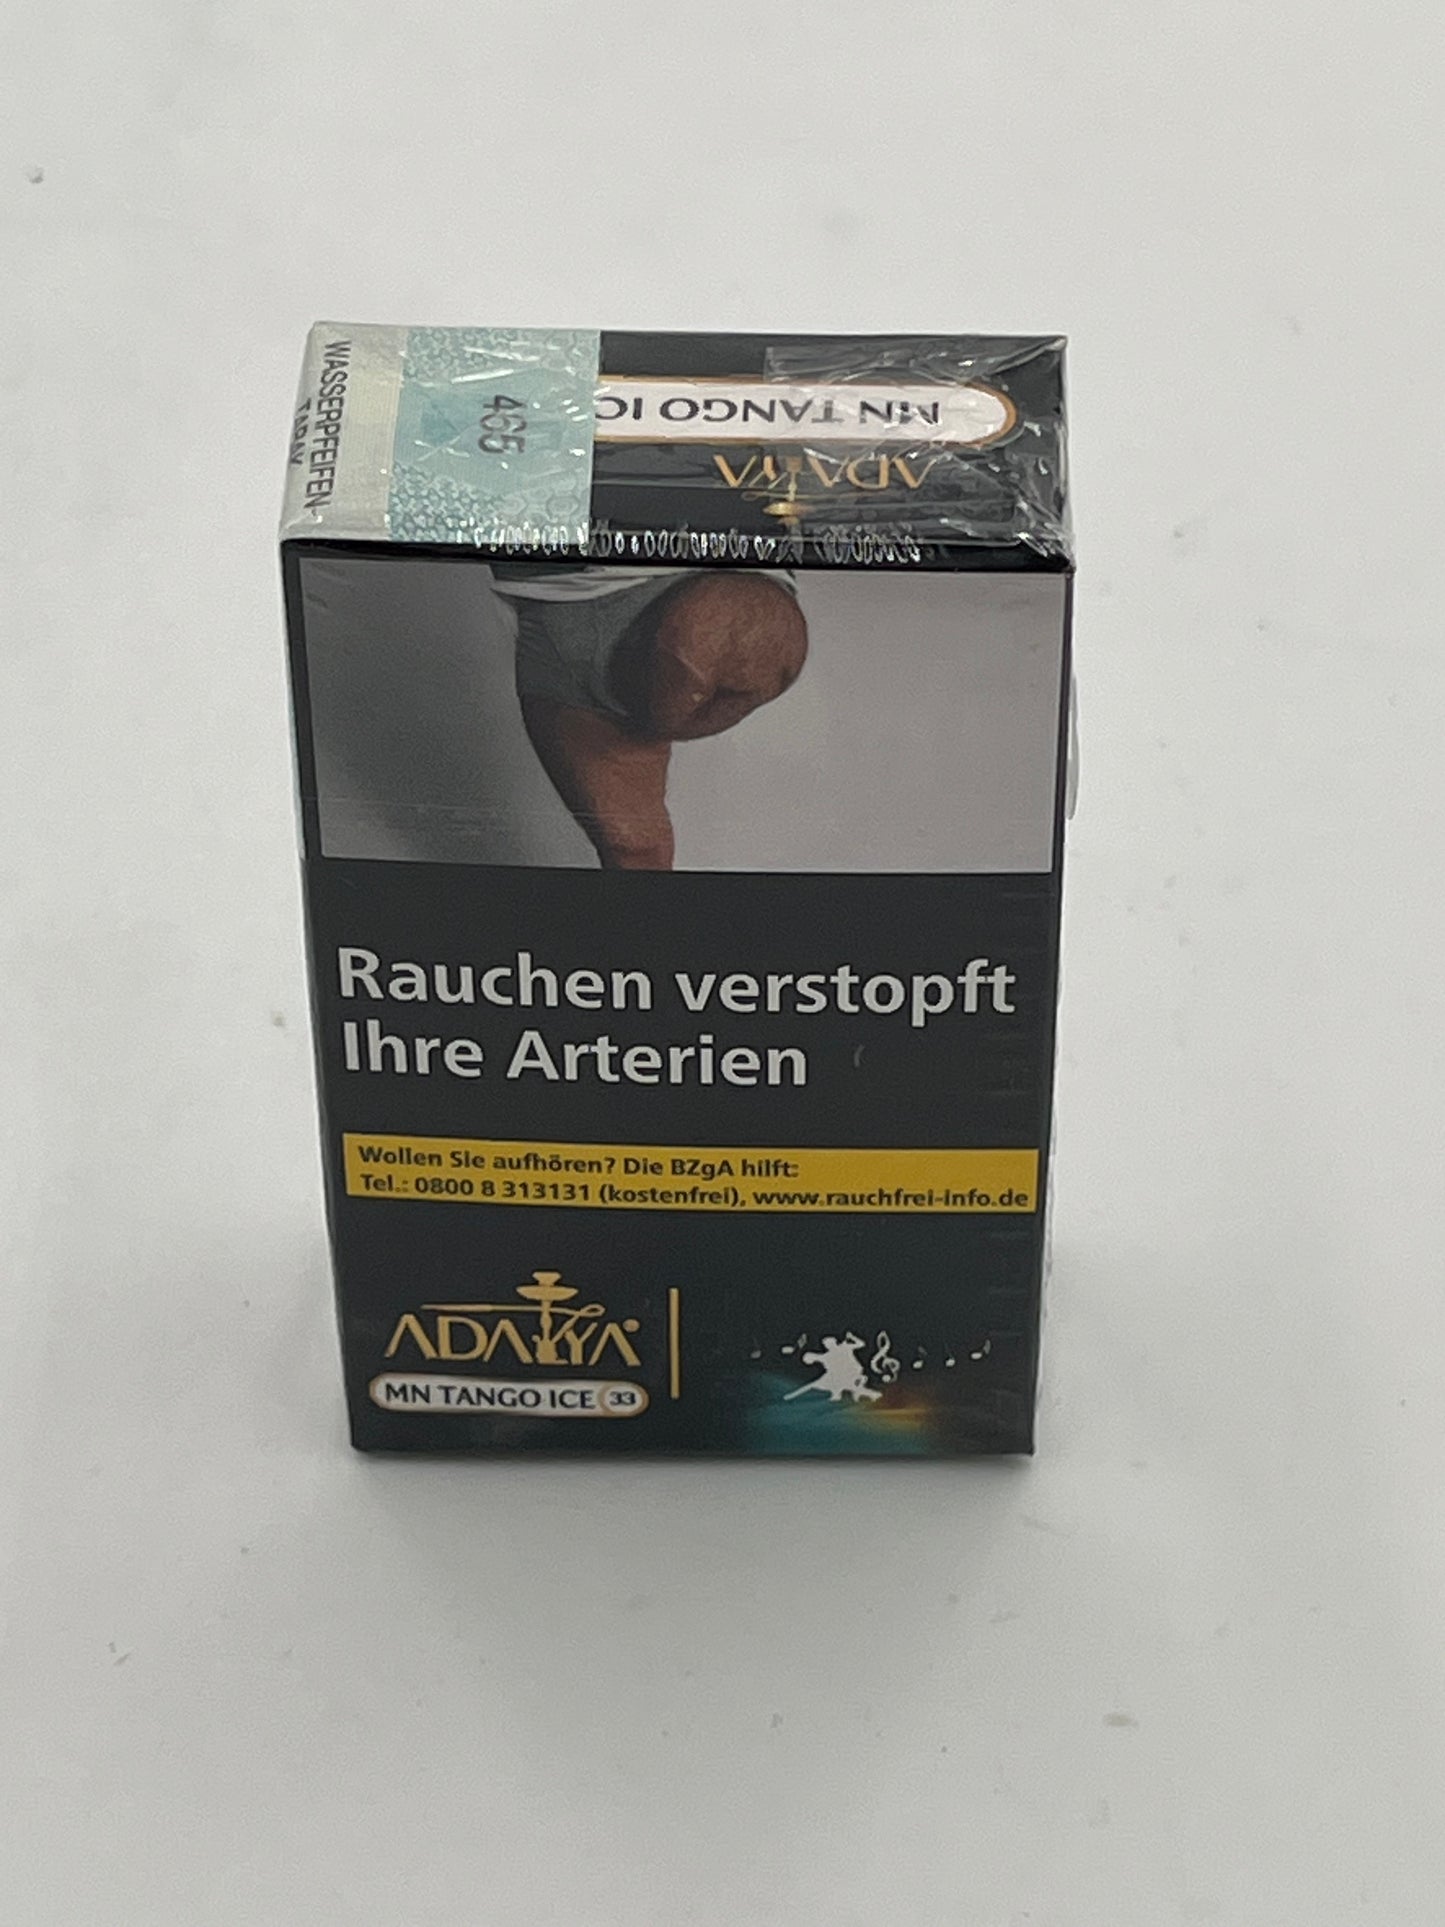 WASSERPFEIFEN-
TABAK
465
MN TANGO IC
ADALYA
Rauchen verstopft
Ihre Arterien
Wollen Sie aufhören? Die BZgA hilft:
Tel.: 0800 8 313131 (kostenfrei), www.rauchfrei-info.de
ADALYA
MN TANGO ICE 33